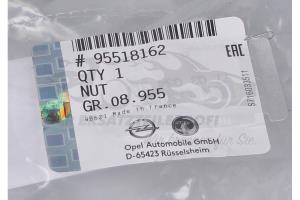 # 95518162
QTY 1
NUT
GR.08.955
Made in France
EAC
Opel Automobile GmbH
D-65423 Rüsselsheim